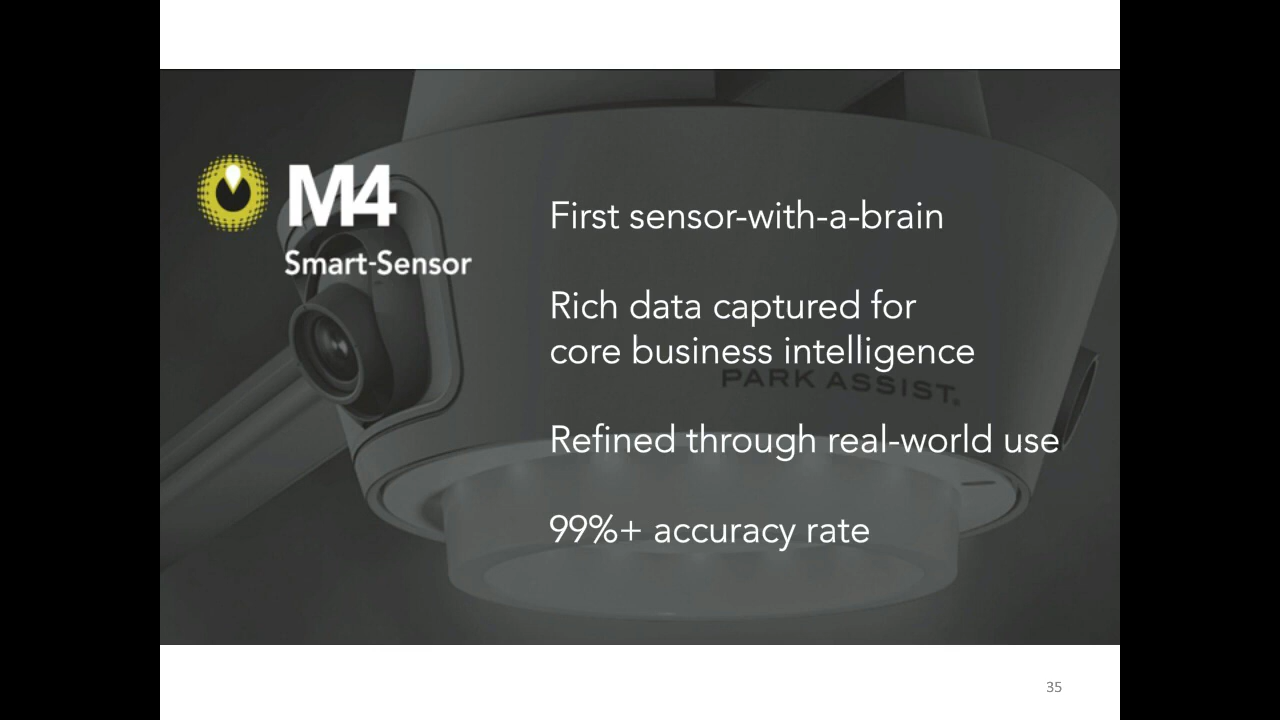 M4
Smart-Sensor
First sensor-with-a-brain
Rich data captured for
core business intelligence
PARK ASSIST.
Refined through real-world use
99%+ accuracy rate
35